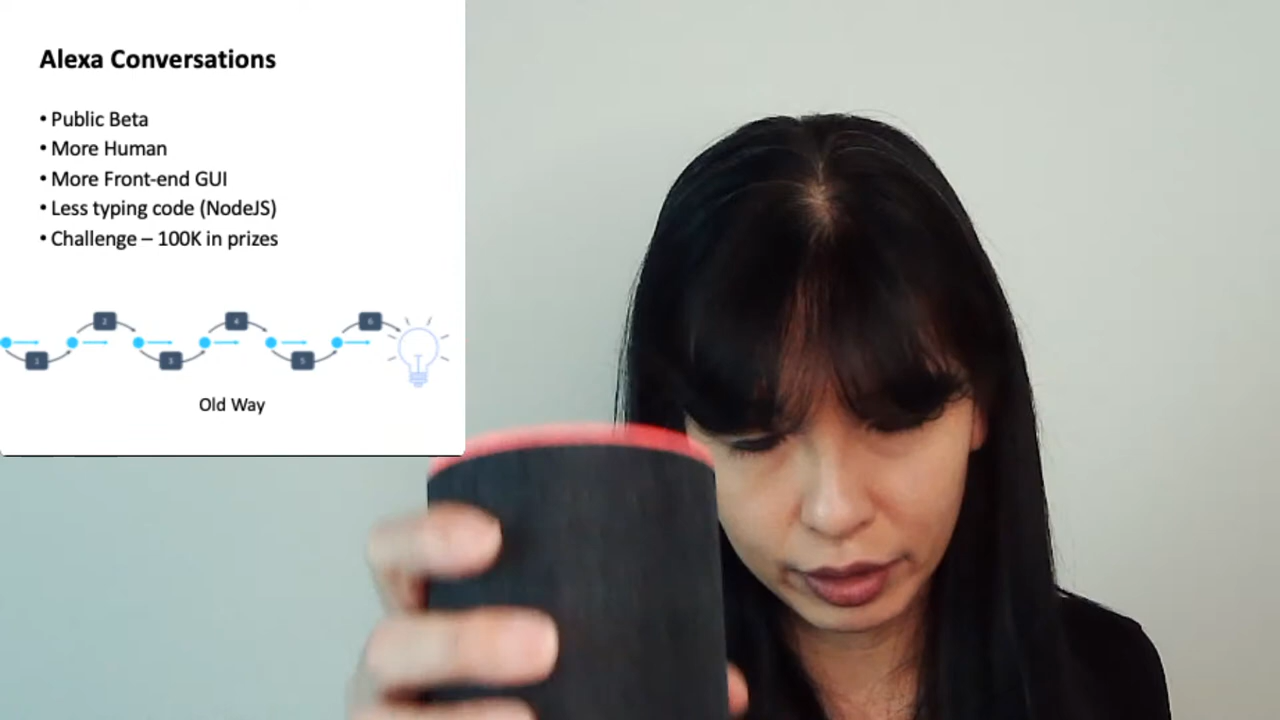 Alexa Conversations
• Public Beta
• More Human
• More Front-end GUI
• Less typing code (NodeJS)
• Challenge – 100K in prizes
2 4 6
1 3 5
Old Way